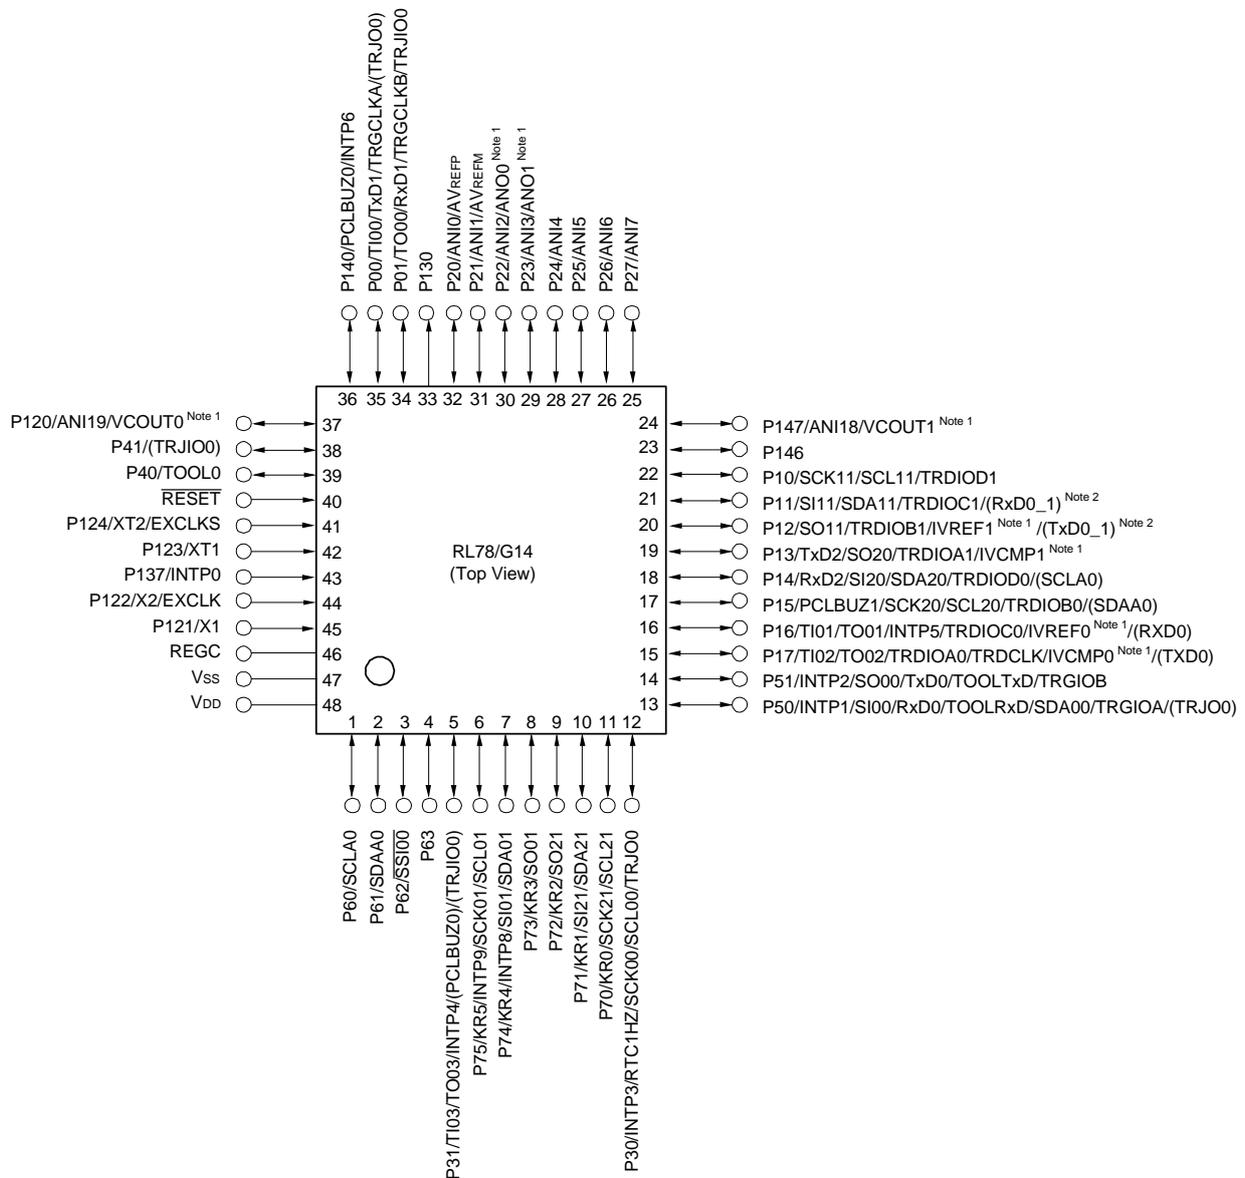 P140/PCLBUZ0/INTP6
P00/TI00/TxD1/TRGCLKA/(TRJO0)
P01/TO00/RxD1/TRGCLKB/TRJIO0
P130
P20/ANI0/AVREFP
P21/ANI1/AVREFM
P22/ANI2/ANO0 Note 1
P23/ANI3/ANO1 Note 1
P24/ANI4
P25/ANI5
P26/ANI6
P27/ANI7
36 35 34 33 32 31 30 29 28 27 26 25
P120/ANI19/VCOUT0 Note 1 37
P41/(TRJIO0) 38
P40/TOOL0 39
RESET 40
P124/XT2/EXCLKS 41
P123/XT1 42
P137/INTP0 43
P122/X2/EXCLK 44
P121/X1 45
REGC 46
VSS 47
VDD 48
RL78/G14
(Top View)
24 P147/ANI18/VCOUT1 Note 1
23 P146
22 P10/SCK11/SCL11/TRDIOD1
21 P11/SI11/SDA11/TRDIOC1/(RxD0_1) Note 2
20 P12/SO11/TRDIOB1/IVREF1 Note 1 /(TxD0_1) Note 2
19 P13/TxD2/SO20/TRDIOA1/IVCMP1 Note 1
18 P14/RxD2/SI20/SDA20/TRDIOD0/(SCLA0)
17 P15/PCLBUZ1/SCK20/SCL20/TRDIOB0/(SDAA0)
16 P16/TI01/TO01/INTP5/TRDIOC0/IVREF0 Note 1/(RXD0)
15 P17/TI02/TO02/TRDIOA0/TRDCLK/IVCMP0 Note 1/(TXD0)
14 P51/INTP2/SO00/TxD0/TOOLTxD/TRGIOB
13 P50/INTP1/SI00/RxD0/TOOLRxD/SDA00/TRGIOA/(TRJO0)
1 2 3 4 5 6 7 8 9 10 11 12
P60/SCLA0
P61/SDAA0
P62/SSI00
P63
P31/TI03/TO03/INTP4/(PCLBUZ0)/(TRJIO0)
P75/KR5/INTP9/SCK01/SCL01
P74/KR4/INTP8/SI01/SDA01
P73/KR3/SO01
P72/KR2/SO21
P71/KR1/SI21/SDA21
P70/KR0/SCK21/SCL21
P30/INTP3/RTC1HZ/SCK00/SCL00/TRJO0